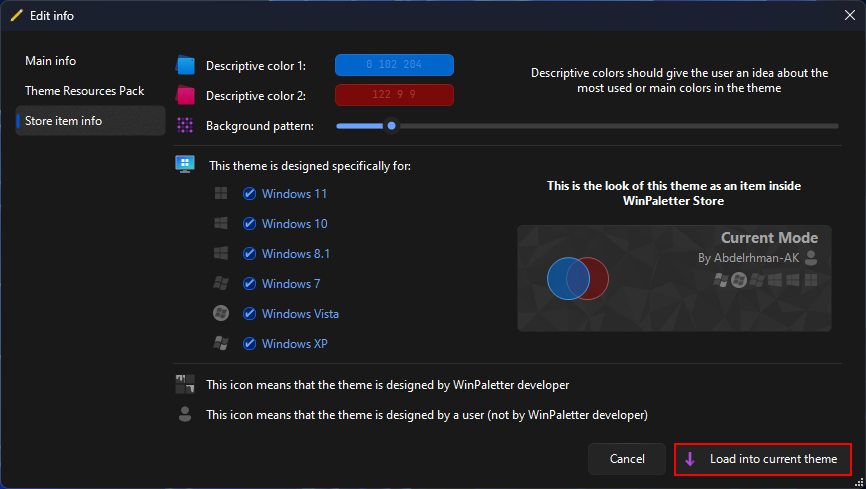 Edit info
Main info
Theme Resources Pack
Store item info
Descriptive color 1:
0 102 204
Descriptive color 2:
122 9 9
Background pattern:
Descriptive colors should give the user an idea about the
most used or main colors in the theme
This theme is designed specifically for:
Windows 11
Windows 10
Windows 8.1
Windows 7
Windows Vista
Windows XP
This is the look of this theme as an item inside
WinPaletter Store
Current Mode
By Abdelrhman-AK
This icon means that the theme is designed by WinPaletter developer
This icon means that the theme is designed by a user (not by WinPaletter developer)
Cancel
Load into current theme